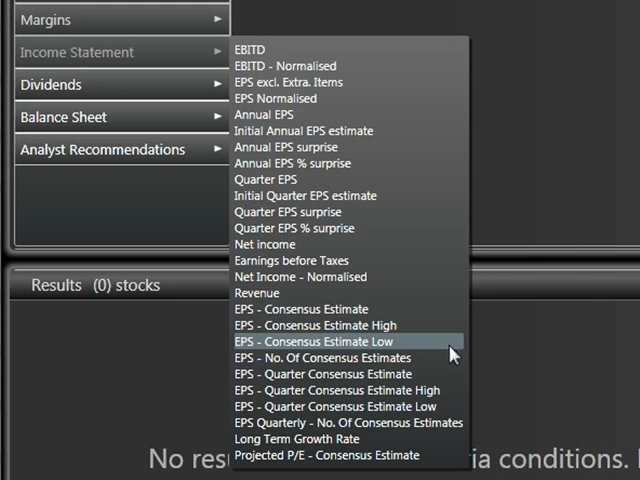 Margins
Income Statement
Dividends
Balance Sheet
Analyst Recommendations
EBITD
EBITD - Normalised
EPS excl. Extra. Items
EPS Normalised
Annual EPS
Initial Annual EPS estimate
Annual EPS surprise
Annual EPS % surprise
Quarter EPS
Initial Quarter EPS estimate
Quarter EPS surprise
Quarter EPS % surprise
Net income
Earnings before Taxes
Net Income - Normalised
Revenue
EPS - Consensus Estimate
EPS - Consensus Estimate High
EPS - Consensus Estimate Low
EPS - No. Of Consensus Estimates
EPS - Quarter Consensus Estimate
EPS - Quarter Consensus Estimate High
EPS - Quarter Consensus Estimate Low
EPS Quarterly - No. Of Consensus Estimates
Long Term Growth Rate
Projected P/E - Consensus Estimate
Results (0) stocks
No conditions.